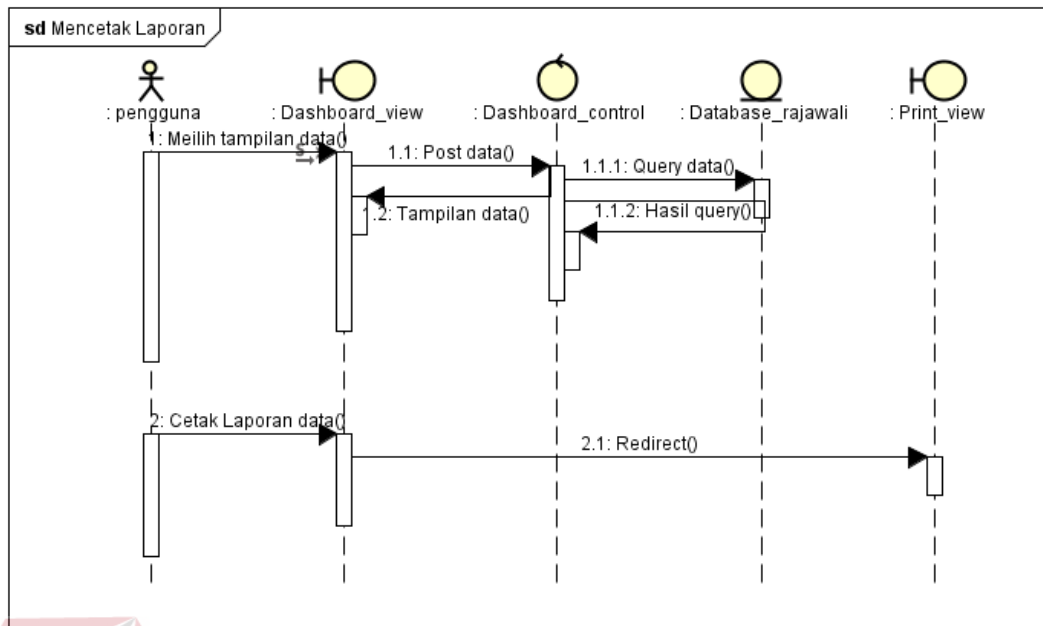 sd Mencetak Laporan
: pengguna
: Dashboard_view
: Dashboard_control
: Database_rajawali
: Print_view
1: Meilih tampilan data()
S
1.1: Post data()
1.1.1: Query data()
1.2: Tampilan data()
1.1.2: Hasil query()
2: Cetak Laporan data()
2.1: Redirect()